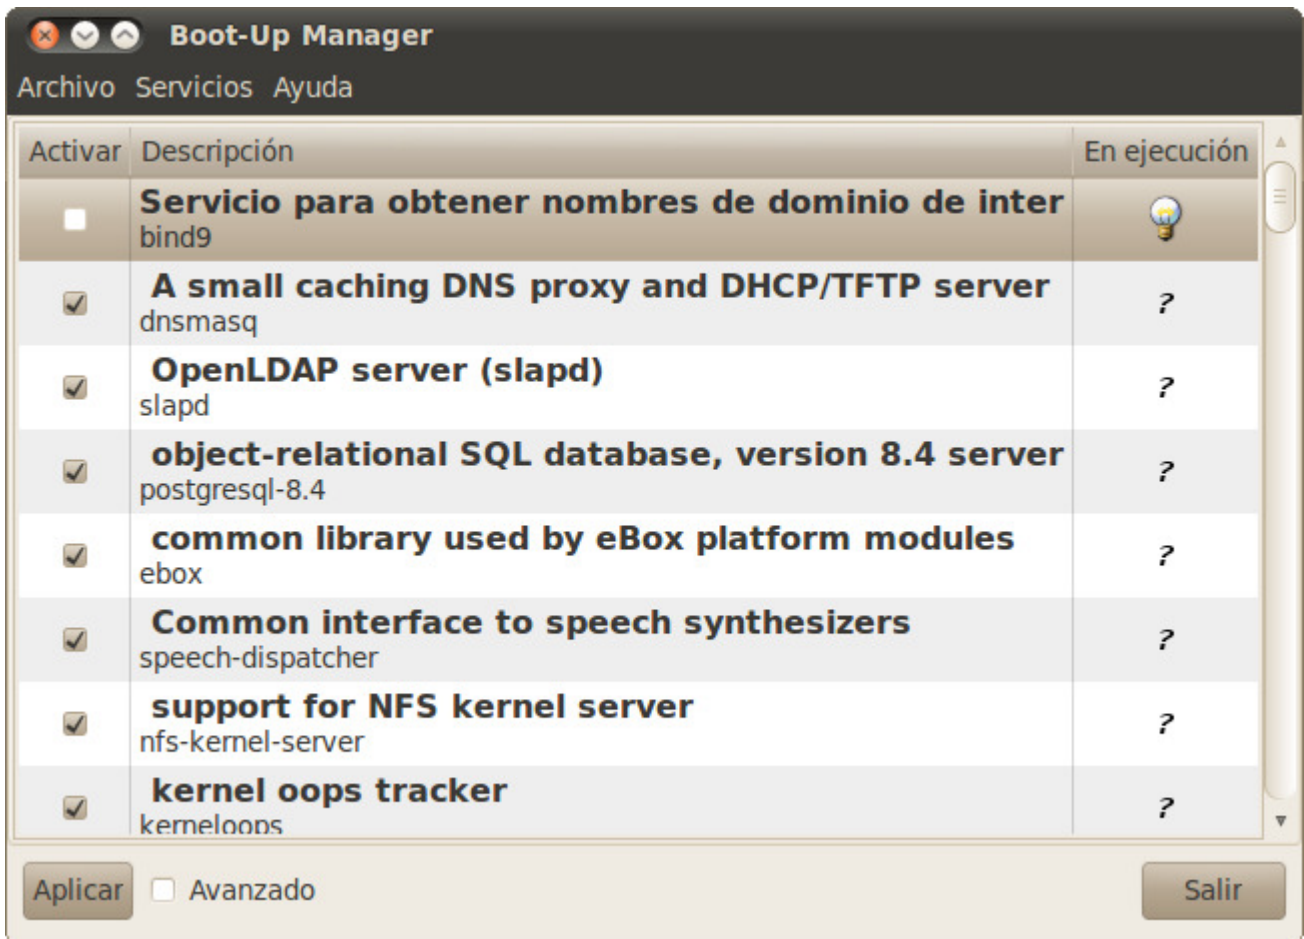 Boot-Up Manager
Archivo Servicios Ayuda
Activar Descripción En ejecución
Servicio para obtener nombres de dominio de inter
bind9
A small caching DNS proxy and DHCP/TFTP server
?
dnsmasq
OpenLDAP server (slapd)
?
slapd
object-relational SQL database, version 8.4 server
?
postgresql-8.4
common library used by eBox platform modules
?
ebox
Common interface to speech synthesizers
?
speech-dispatcher
support for NFS kernel server
?
nfs-kernel-server
kernel oops tracker
?
kerneloops
Aplicar Avanzado Salir